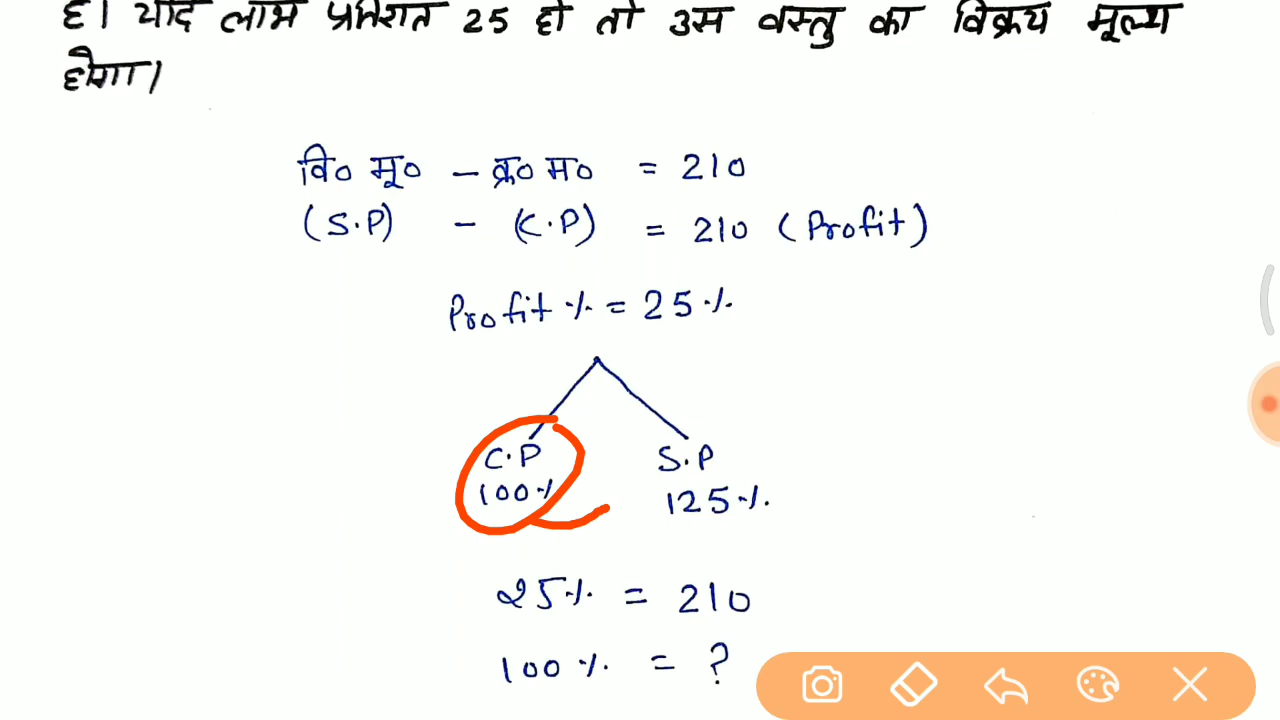 है। यदि लाभ प्रतिशत 25 हो तो उस वस्तु का विक्रय मूल्य
होगा।
वि० मू० - क्र० म० = 210
(S.P) - (C.P) = 210 (Profit)
Profit % = 25 %
C.P S.P
100 % 125 %.
25 % = 210
100 % = ?